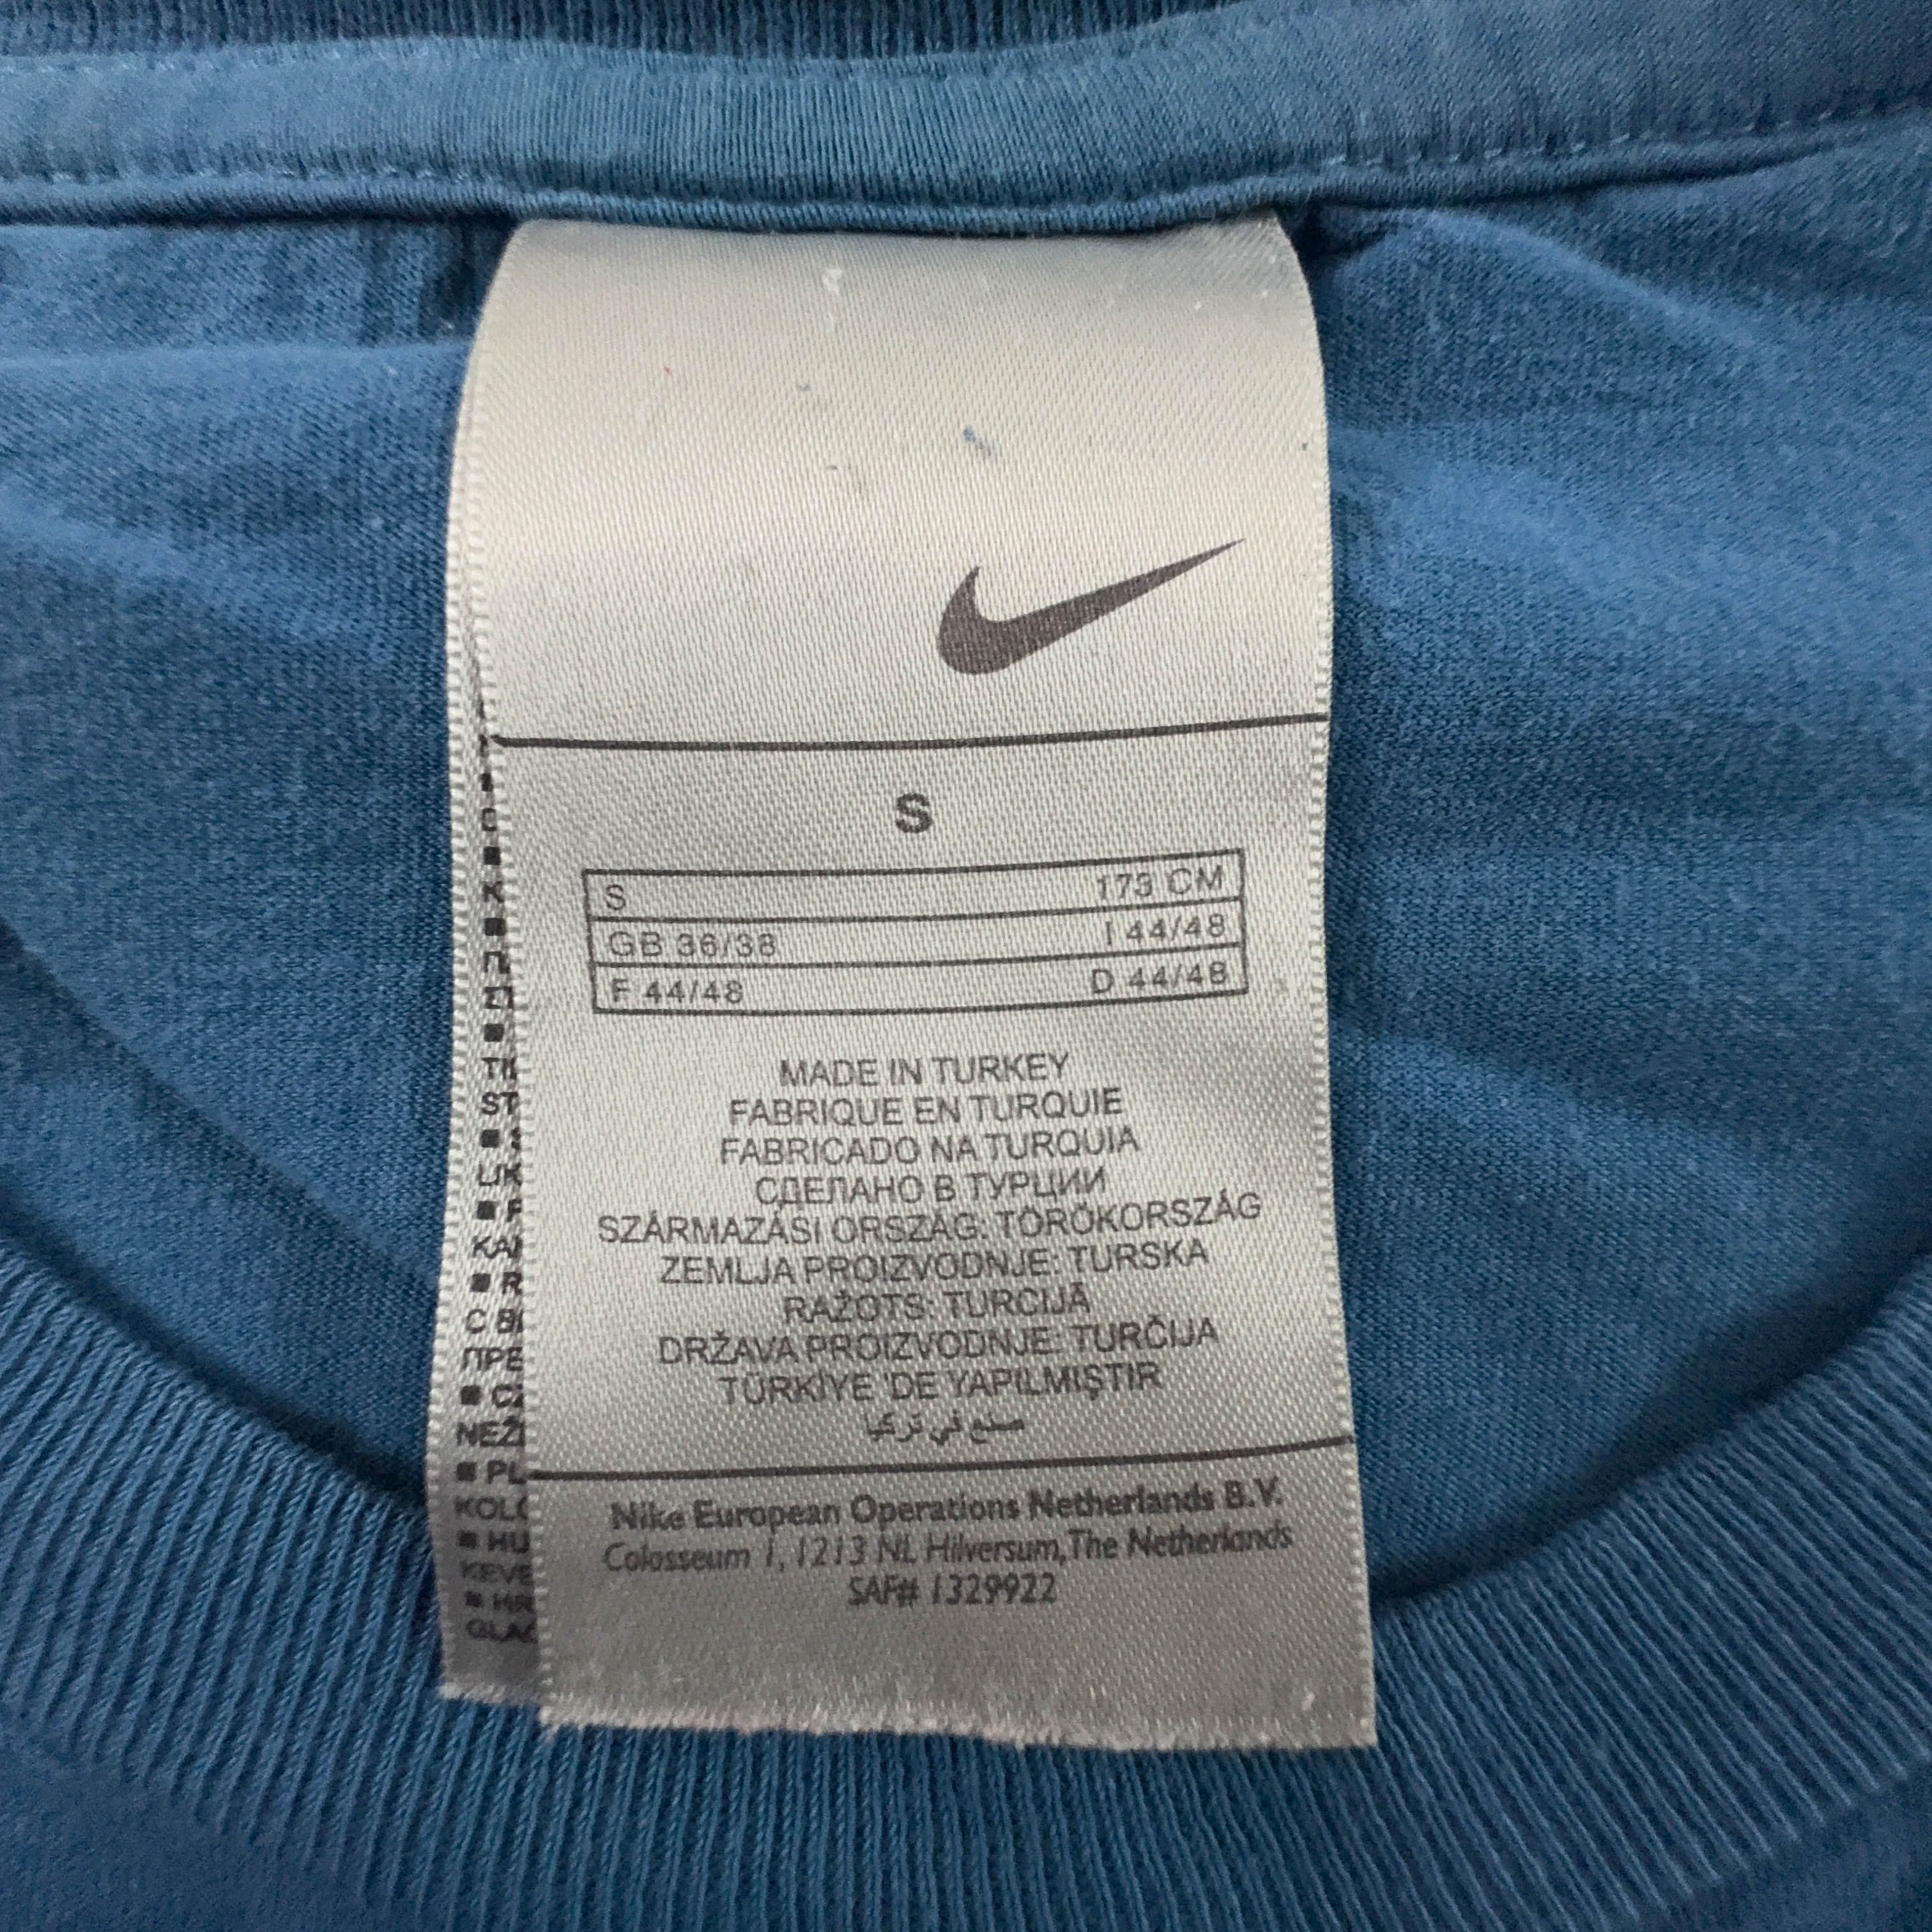 S
S 173 CM
GB 36/38 I 44/48
F 44/48 D 44/48
MADE IN TURKEY
FABRIQUE EN TURQUIE
FABRICADO NA TURQUIA
СДЕЛАНО В ТУРЦИИ
SZÁRMAZÁSI ORSZÁG: TÖRÖKORSZÁG
ZEMLJA PROIZVODNJE: TURSKA
RAŽOTS: TURCIJĀ
DRŽAVA PROIZVODNJE: TURČIJA
TÜRKİYE 'DE YAPILMIŞTIR
صنع في تركيا
Nike European Operations Netherlands B.V.
Colosseum 1, 1213 NL Hilversum, The Netherlands
SAF# 1329922